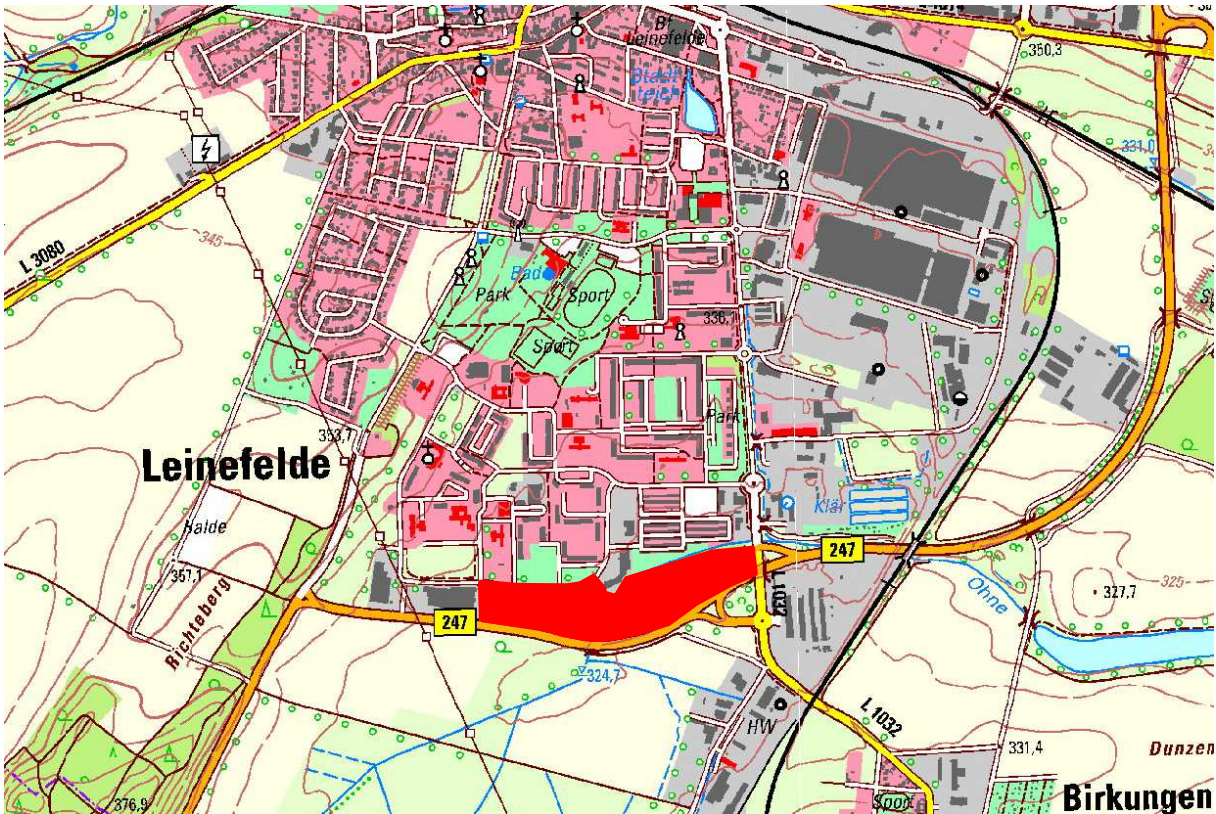 Bf
Leinefelde
350,3
Stadt
teich
331,0
L 3080
345
Bad
Park
Sport
Sport
336,
Park
353,7
Leinefelde
Halde
Klär
247
L 1032
Ohne
325
327,7
357,1
Richteberg
247
324,7
HW
L 1032
331,4
Dunzen
376,9
Sport
Birkungen